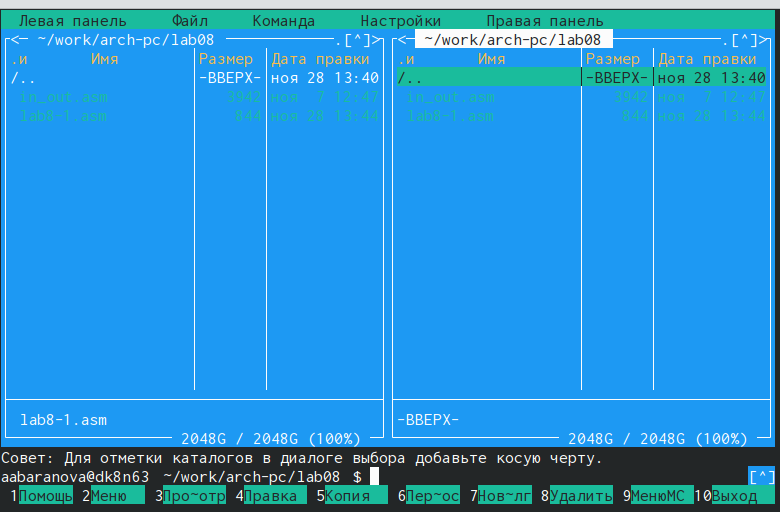 Левая панель Файл Команда Настройки Правая панель
<─ ~/work/arch-pc/lab08 ─.[^]> <─ ~/work/arch-pc/lab08 ─.[^]>
.и Имя Размер Дата правки .и Имя Размер Дата правки
/.. -ВВЕРХ- ноя 28 13:40 /.. -ВВЕРХ- ноя 28 13:40
in_out.asm 3942 ноя 7 12:47 in_out.asm 3942 ноя 7 12:47
lab8-1.asm 844 ноя 28 13:44 lab8-1.asm 844 ноя 28 13:44
lab8-1.asm -ВВЕРХ-
2048G / 2048G (100%) 2048G / 2048G (100%)
Совет: Для отметки каталогов в диалоге выбора добавьте косую черту.
aabaranova@dk8n63 ~/work/arch-pc/lab08 $ [^]
1Помощь 2Меню 3Про~отр 4Правка 5Копия 6Пер~ос 7Нов~лг 8Удалить 9МенюMC 10Выход